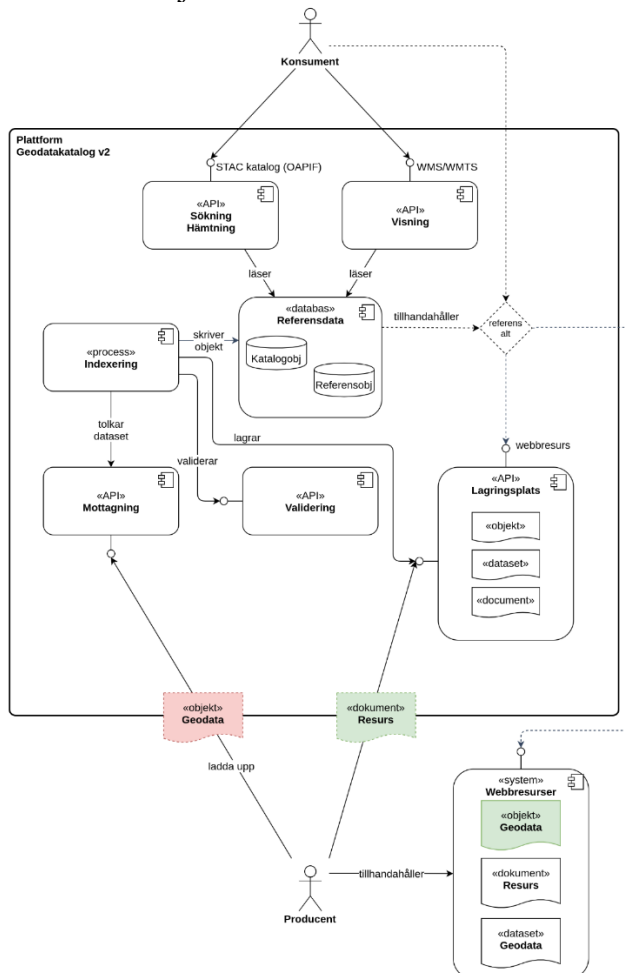 Konsument
Plattform
Geodatakatalog v2
STAC katalog (OAPIF)
WMS/WMTS
«API»
Sökning
Hämtning
«API»
Visning
läser
läser
«databas»
Referensdata
Katalogobj
Referensobj
tillhandahåller
referens
alt
«process»
Indexering
skriver
objekt
tolkar
dataset
lagrar
validerar
webbresurs
«API»
Mottagning
«API»
Validering
«API»
Lagringsplats
«objekt»
«dataset»
«document»
«objekt»
Geodata
«dokument»
Resurs
ladda upp
«system»
Webbresurser
«objekt»
Geodata
«dokument»
Resurs
«dataset»
Geodata
tillhandahåller
Producent